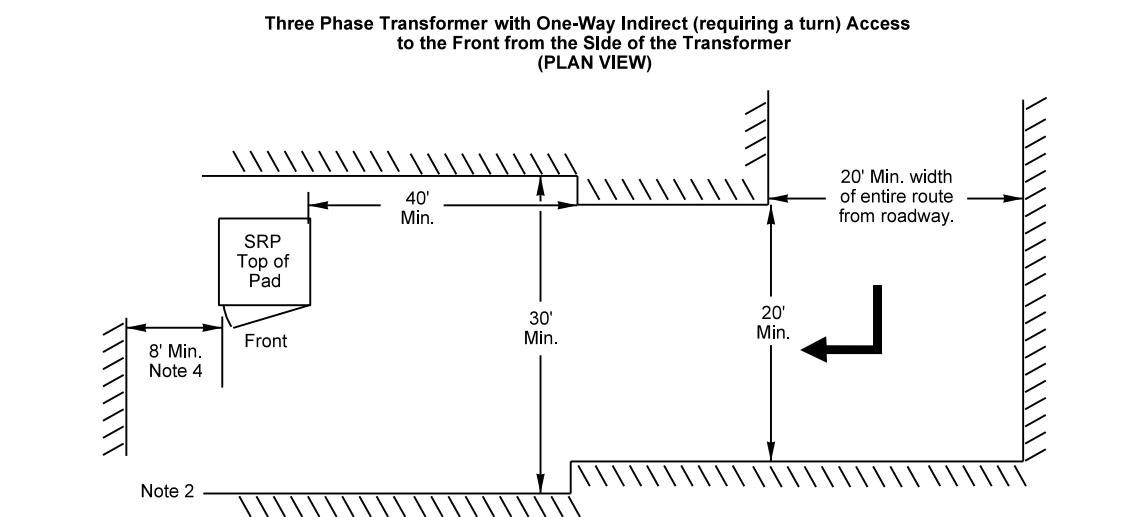 Three Phase Transformer with One-Way Indirect (requiring a turn) Access
to the Front from the Side of the Transformer
(PLAN VIEW)
20' Min. width
of entire route
from roadway.
40'
Min.
SRP
Top of
Pad
Front
30'
Min.
20'
Min.
8' Min.
Note 4
Note 2